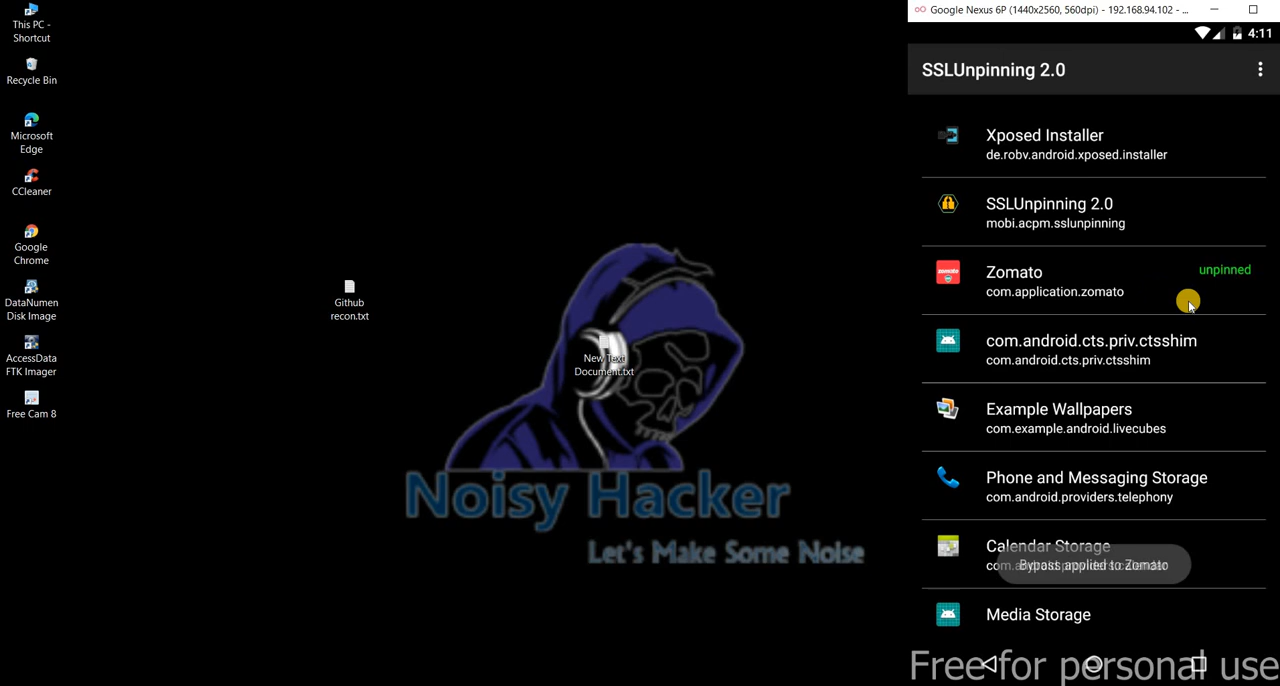 This PC -
Shortcut
Recycle Bin
Microsoft
Edge
CCleaner
Google
Chrome
DataNumen
Disk Image
AccessData
FTK Imager
Free Cam 8
Github
recon.txt
New Text
Document.txt
Noisy Hacker
Let's Make Some Noise
Google Nexus 6P (1440x2560, 560dpi) - 192.168.94.102 - ...
4:11
SSLUnpinning 2.0
Xposed Installer
de.robv.android.xposed.installer
SSLUnpinning 2.0
mobi.acpm.sslunpinning
Zomato
unpinned
com.application.zomato
com.android.cts.priv.ctsshim
com.android.cts.priv.ctsshim
Example Wallpapers
com.example.android.livecubes
Phone and Messaging Storage
com.android.providers.telephony
Calendar Storage
Bypass applied to Zomato
Media Storage
Free for personal use